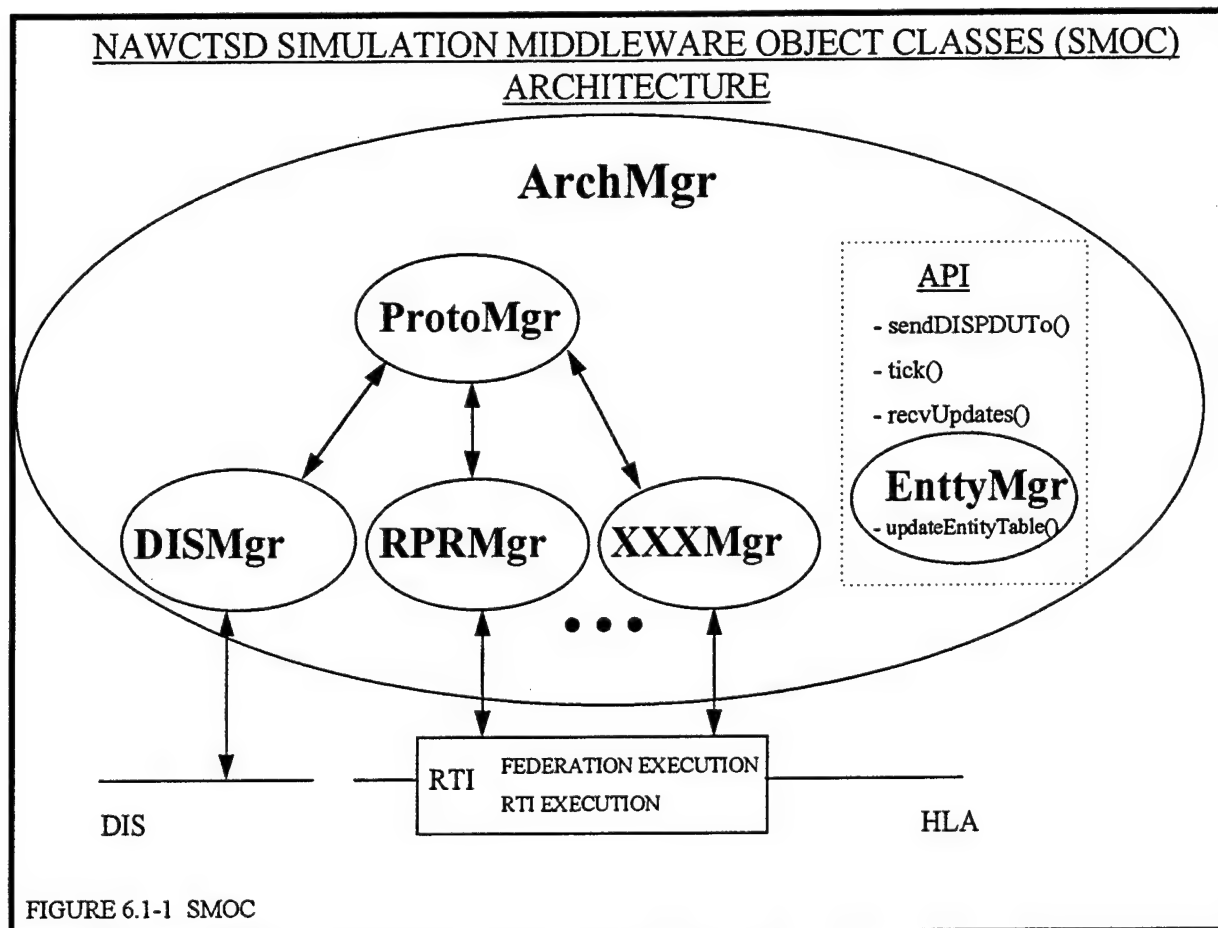 NAWCTSD SIMULATION MIDDLEWARE OBJECT CLASSES (SMOC)
ARCHITECTURE
ArchMgr
ProtoMgr
API
- sendDISPDUTo()
- tick()
- recvUpdates()
EnttyMgr
- updateEntityTable()
DISMgr
RPRMgr
XXXMgr
RTI
FEDERATION EXECUTION
RTI EXECUTION
DIS
HLA
FIGURE 6.1-1 SMOC